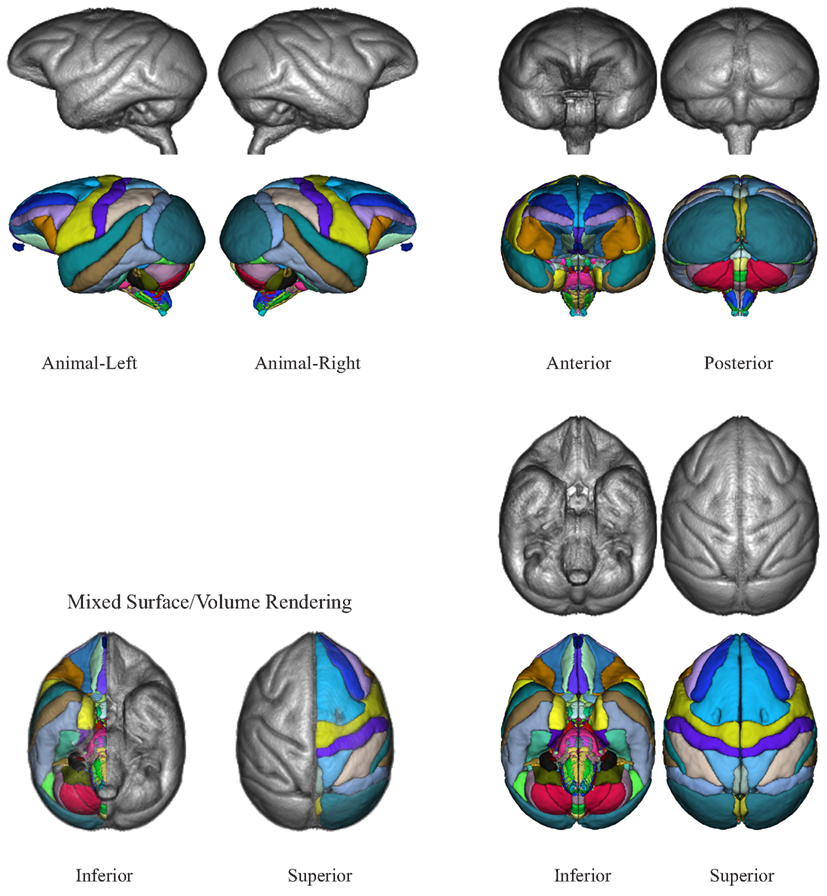 Animal-Left
Animal-Right
Anterior
Posterior
Mixed Surface/Volume Rendering
Inferior
Superior
Inferior
Superior